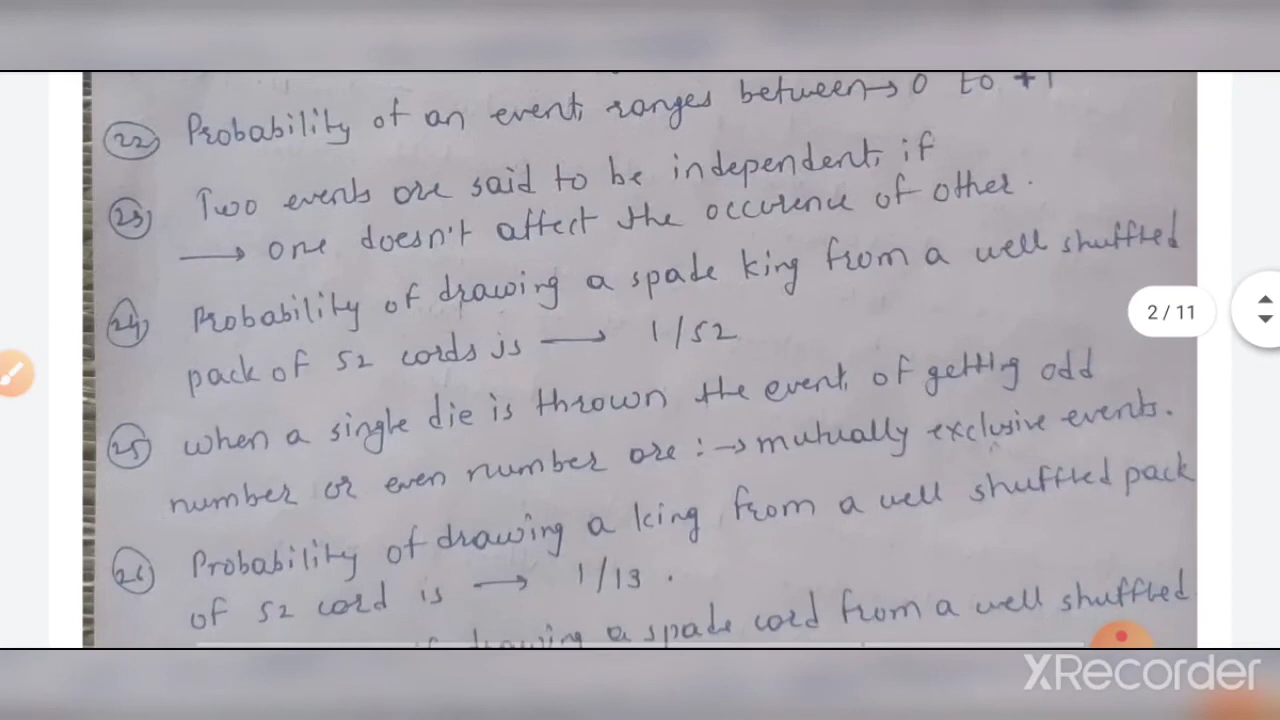 22 Probability of an event ranges between → 0 to +1
23 Two events are said to be independent if
→ one doesn't affect the occurence of other.
24 Probability of drawing a spade king from a well shuffled
pack of 52 cards is → 1/52
25 when a single die is thrown the event of getting odd
number or even number are : → mutually exclusive events.
26 Probability of drawing a king from a well shuffled pack
of 52 card is → 1/13 .
drawing a spade card from a well shuffled
2 / 11
XRecorder